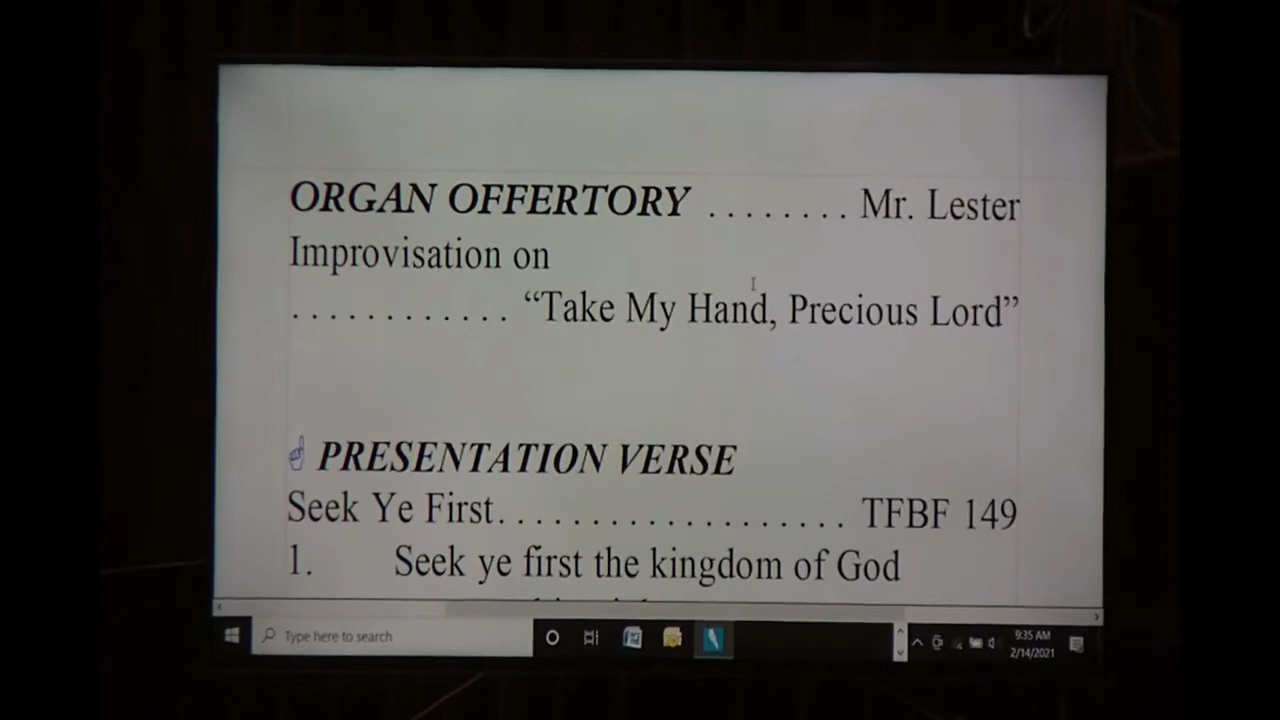 ORGAN OFFERTORY ........ Mr. Lester
Improvisation on
............ “Take My Hand, Precious Lord”
PRESENTATION VERSE
Seek Ye First................... TFBF 149
1. Seek ye first the kingdom of God
Type here to search
9:35 AM
2/14/2021